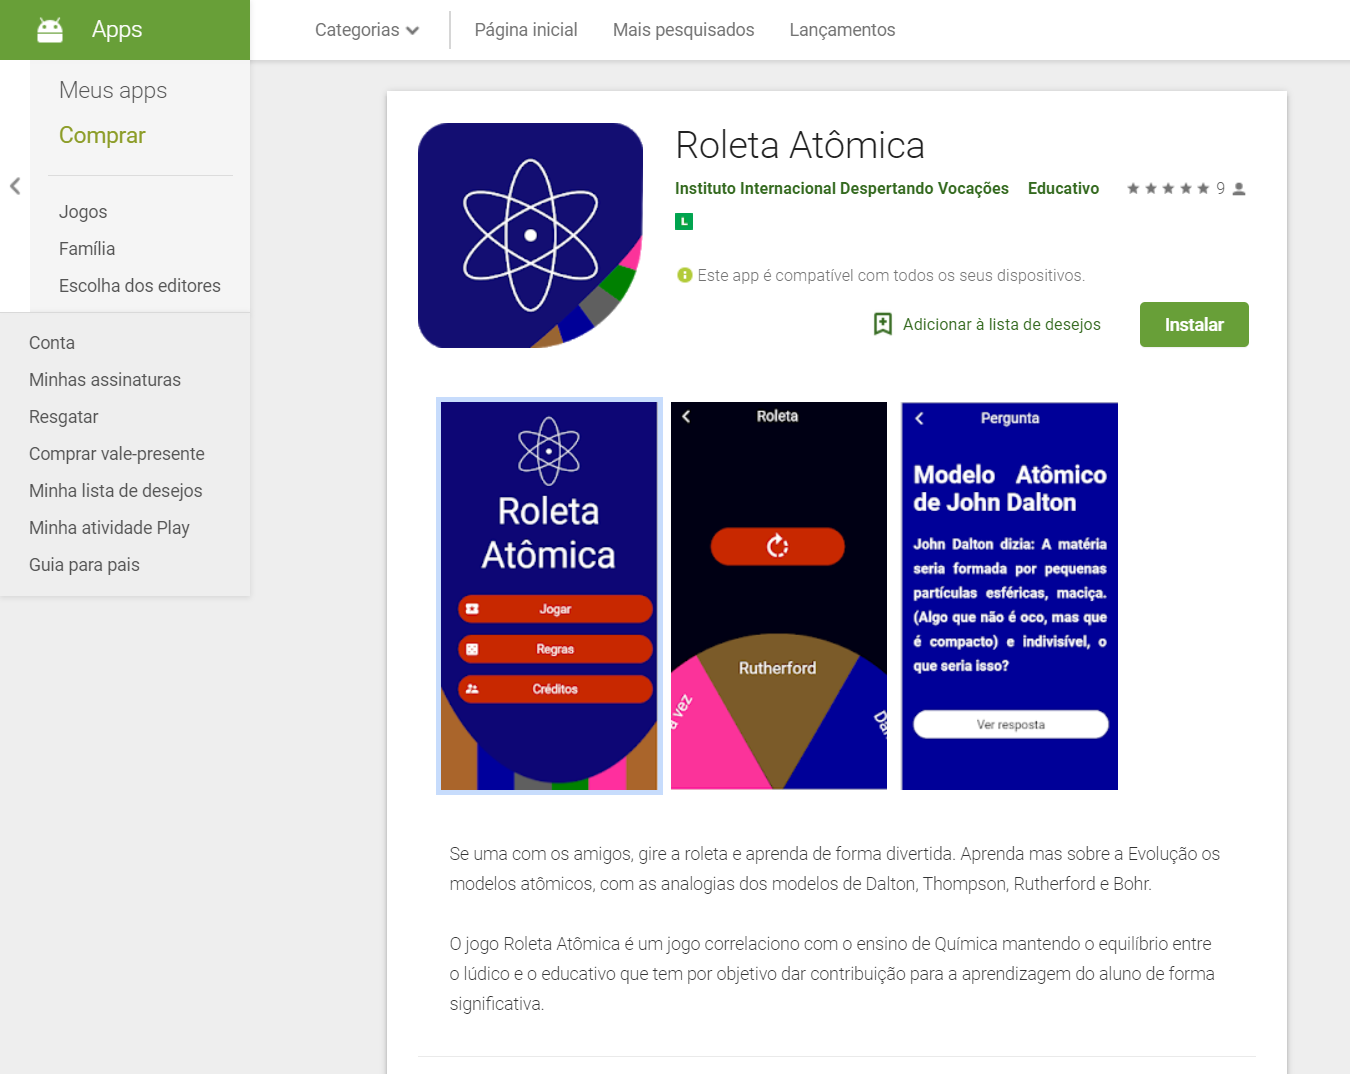 Apps
Categorias
Página inicial
Mais pesquisados
Lançamentos
Meus apps
Comprar
Jogos
Família
Escolha dos editores
Conta
Minhas assinaturas
Resgatar
Comprar vale-presente
Minha lista de desejos
Minha atividade Play
Guia para pais
Roleta Atômica
Instituto Internacional Despertando Vocações Educativo 9
L
Este app é compatível com todos os seus dispositivos.
Adicionar à lista de desejos
Instalar
Roleta
Atômica
Jogar
Regras
Créditos
Roleta
Rutherford
a vez
Dal
Pergunta
Modelo Atômico
de John Dalton
John Dalton dizia: A matéria
seria formada por pequenas
partículas esféricas, maciça.
(Algo que não é oco, mas que
é compacto) e indivisível, o
que seria isso?
Ver resposta
Se uma com os amigos, gire a roleta e aprenda de forma divertida. Aprenda mas sobre a Evolução os
modelos atômicos, com as analogias dos modelos de Dalton, Thompson, Rutherford e Bohr.
O jogo Roleta Atômica é um jogo correlaciono com o ensino de Química mantendo o equilíbrio entre
o lúdico e o educativo que tem por objetivo dar contribuição para a aprendizagem do aluno de forma
significativa.